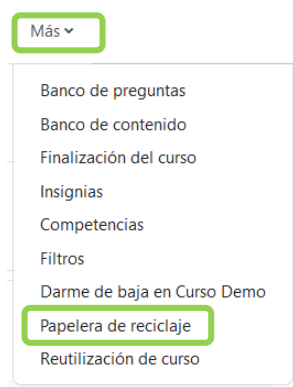 Más
Banco de preguntas
Banco de contenido
Finalización del curso
Insignias
Competencias
Filtros
Darme de baja en Curso Demo
Papelera de reciclaje
Reutilización de curso